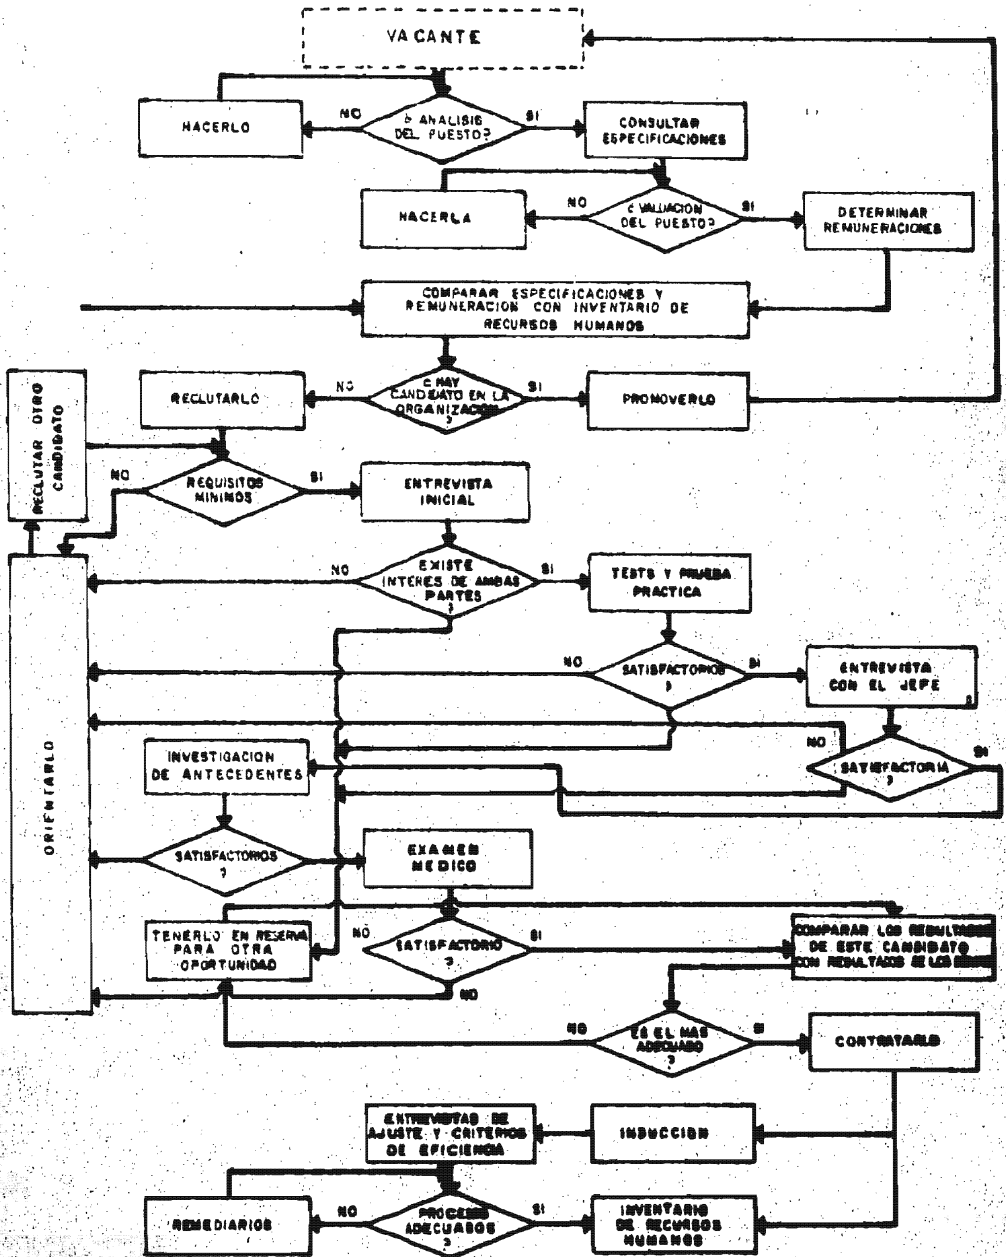 VACANTE
NO
¿ ANALISIS
DEL PUESTO?
SI
HACERLO
CONSULTAR
ESPECIFICACIONES
HACERLA
NO
¿ VALUACION
DEL PUESTO?
SI
DETERMINAR
REMUNERACIONES
COMPARAR ESPECIFICACIONES Y
REMUNERACION CON INVENTARIO DE
RECURSOS HUMANOS
RECLUTARLO
NO
¿ HAY
CANDIDATO EN LA
ORGANIZACION
?
SI
PROMOVERLO
RECLUTAR OTRO
CANDIDATO
NO
REQUISITOS
MINIMOS
SI
ENTREVISTA
INICIAL
NO
EXISTE
INTERES DE AMBAS
PARTES
?
SI
TESTS Y PRUEBA
PRACTICA
NO
SATISFACTORIOS
?
SI
ENTREVISTA
CON EL JEFE
ORIENTARLO
INVESTIGACION
DE ANTECEDENTES
NO
SATISFACTORIA
?
SI
SATISFACTORIOS
?
EXAMEN
MEDICO
TENERLO EN RESERVA
PARA OTRA
OPORTUNIDAD
NO
SATISFACTORIO
?
SI
NO
COMPARAR LOS RESULTADOS
DE ESTE CANDIDATO
CON RESULTADOS DE LOS
NO
ES EL MAS
ADECUADO
?
SI
CONTRATARLO
ENTREVISTAS DE
AJUSTE Y CRITERIOS
DE EFICIENCIA
INDUCCION
REMEDIARIOS
NO
PROCESOS
ADECUADOS
?
SI
INVENTARIO
DE RECURSOS
HUMANOS